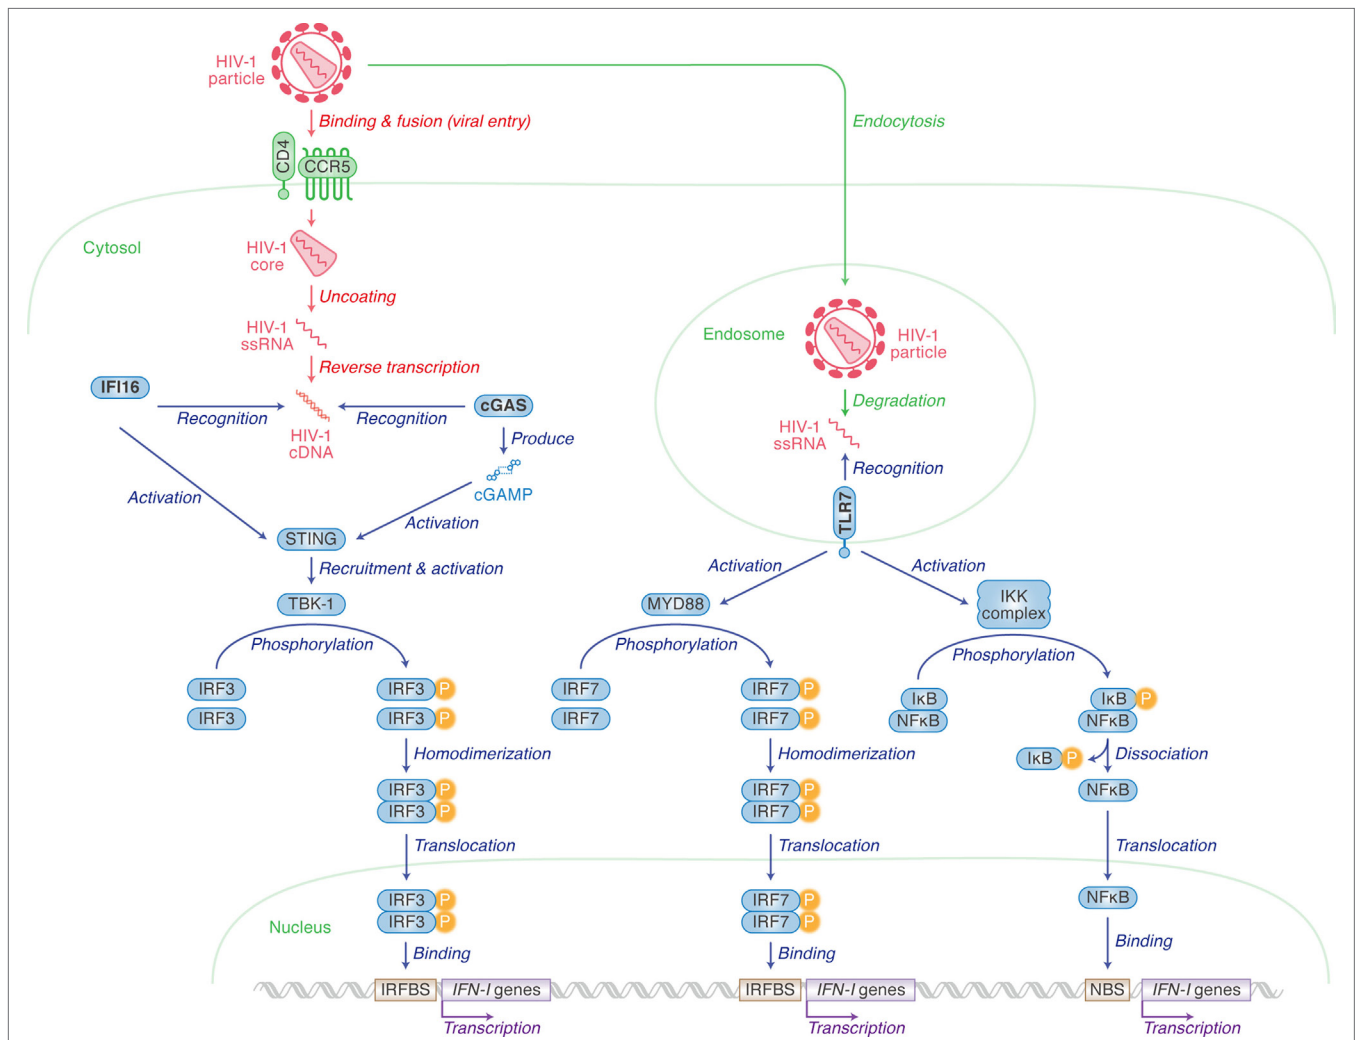 HIV-1
particle
Binding & fusion (viral entry)
Endocytosis
CD4
CCR5
Cytosol
HIV-1
core
Uncoating
HIV-1
ssRNA
Reverse transcription
IFI16
Recognition
HIV-1
cDNA
Recognition
cGAS
Produce
cGAMP
Activation
Activation
STING
Recruitment & activation
TBK-1
Phosphorylation
IRF3
IRF3
IRF3 P
IRF3 P
Homodimerization
IRF3 P
IRF3 P
Translocation
IRF3 P
IRF3 P
Binding
IRFBS
IFN-I genes
Transcription
Endosome
HIV-1
particle
Degradation
HIV-1
ssRNA
Recognition
TLR7
Activation
Activation
MYD88
Phosphorylation
IRF7
IRF7
IRF7 P
IRF7 P
Homodimerization
IRF7 P
IRF7 P
Translocation
IRF7 P
IRF7 P
Binding
IRFBS
IFN-I genes
Transcription
IKK
complex
Phosphorylation
IκB
NFκB
IκB P
NFκB
IκB P
Dissociation
NFκB
Translocation
NFκB
Binding
NBS
IFN-I genes
Transcription
Nucleus